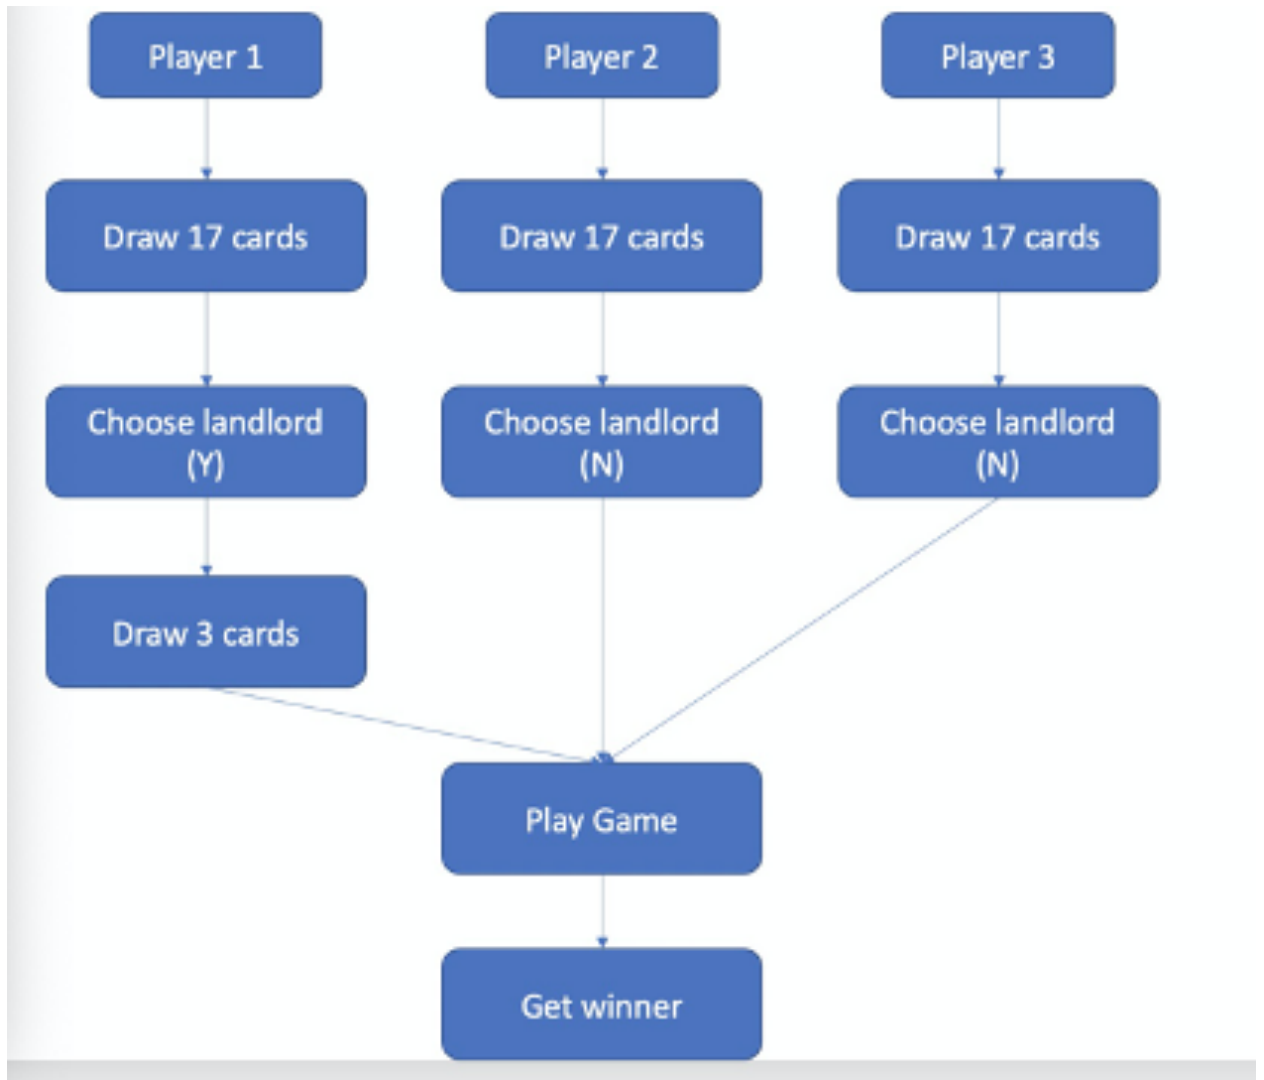 Player 1
Player 2
Player 3
Draw 17 cards
Draw 17 cards
Draw 17 cards
Choose landlord
(Y)
Choose landlord
(N)
Choose landlord
(N)
Draw 3 cards
Play Game
Get winner